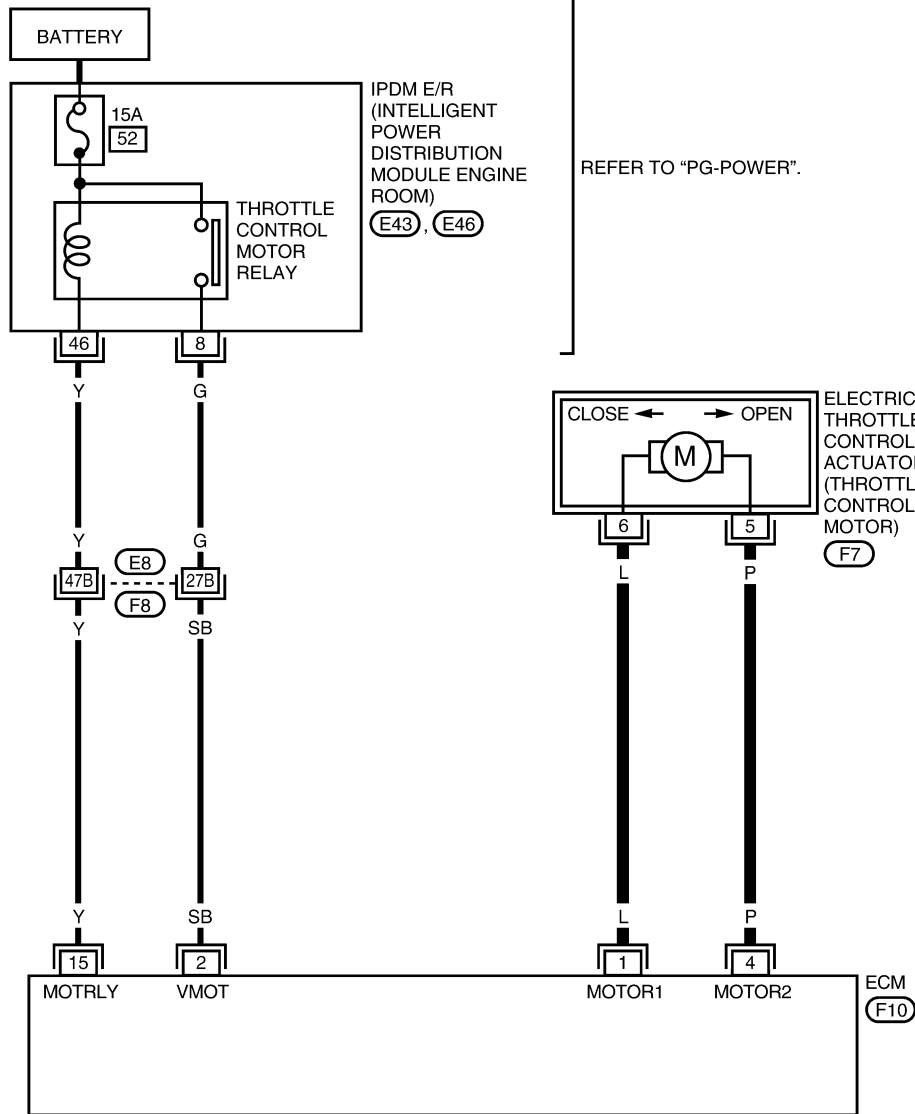 BATTERY
15A
52
IPDM E/R
(INTELLIGENT
POWER
DISTRIBUTION
MODULE ENGINE
ROOM)
E43 , E46
REFER TO “PG-POWER”.
THROTTLE
CONTROL
MOTOR
RELAY
46
8
Y
G
CLOSE
OPEN
M
ELECTRIC
THROTTLE
CONTROL
ACTUATOR
(THROTTL
CONTROL
MOTOR)
F7
6
5
L
P
Y
G
47B
E8
F8
27B
Y
SB
Y
SB
L
P
15
2
1
4
MOTRLY
VMOT
MOTOR1
MOTOR2
ECM
F10